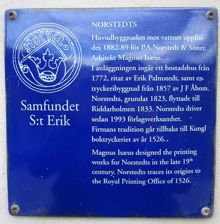 NORSTEDTS
Huvudbyggnaden mot vattnet uppför-
des 1882-89 för P.A. Norstedt & Söner.
Arkitekt Magnus Isæus.
I anläggningen ingår ett bostadshus från
1772, ritat av Erik Palmstedt, samt en
tryckeribyggnad från 1857 av J F Åbom.
Norstedts, grundat 1823, flyttade till
Riddarholmen 1833. Norstedts driver
sedan 1993 förlagsverksamhet.
Firmans tradition går tillbaka till Kungl
boktryckeriet av år 1526.
Magnus Isæus designed the printing
works for Norstedts in the late 19th
century. Norstedts traces its origins to
the Royal Printing Office of 1526.
Samfundet
S:t Erik